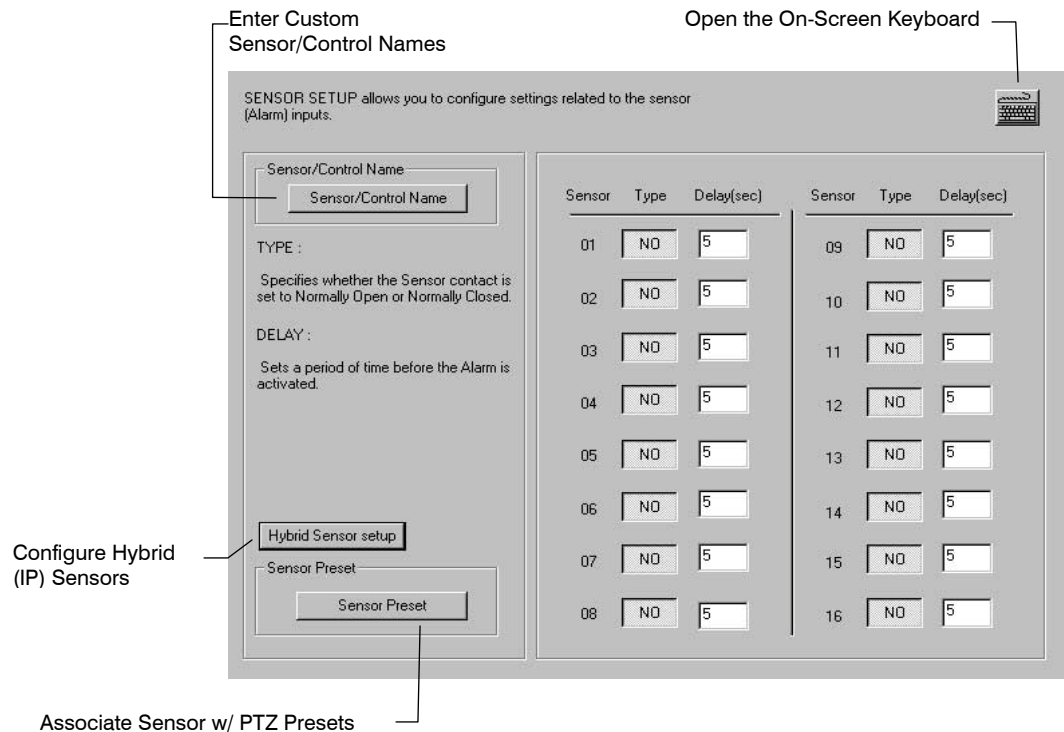 Enter Custom
Sensor/Control Names
Open the On-Screen Keyboard
SENSOR SETUP allows you to configure settings related to the sensor
(Alarm) inputs.
Sensor/Control Name
Sensor/Control Name
TYPE :
Specifies whether the Sensor contact is
set to Normally Open or Normally Closed.
DELAY :
Sets a period of time before the Alarm is
activated.
Hybrid Sensor setup
Sensor Preset
Sensor Preset
Configure Hybrid
(IP) Sensors
Associate Sensor w/ PTZ Presets
Sensor Type Delay(sec)
01 NO 5
02 NO 5
03 NO 5
04 NO 5
05 NO 5
06 NO 5
07 NO 5
08 NO 5
Sensor Type Delay(sec)
09 NO 5
10 NO 5
11 NO 5
12 NO 5
13 NO 5
14 NO 5
15 NO 5
16 NO 5